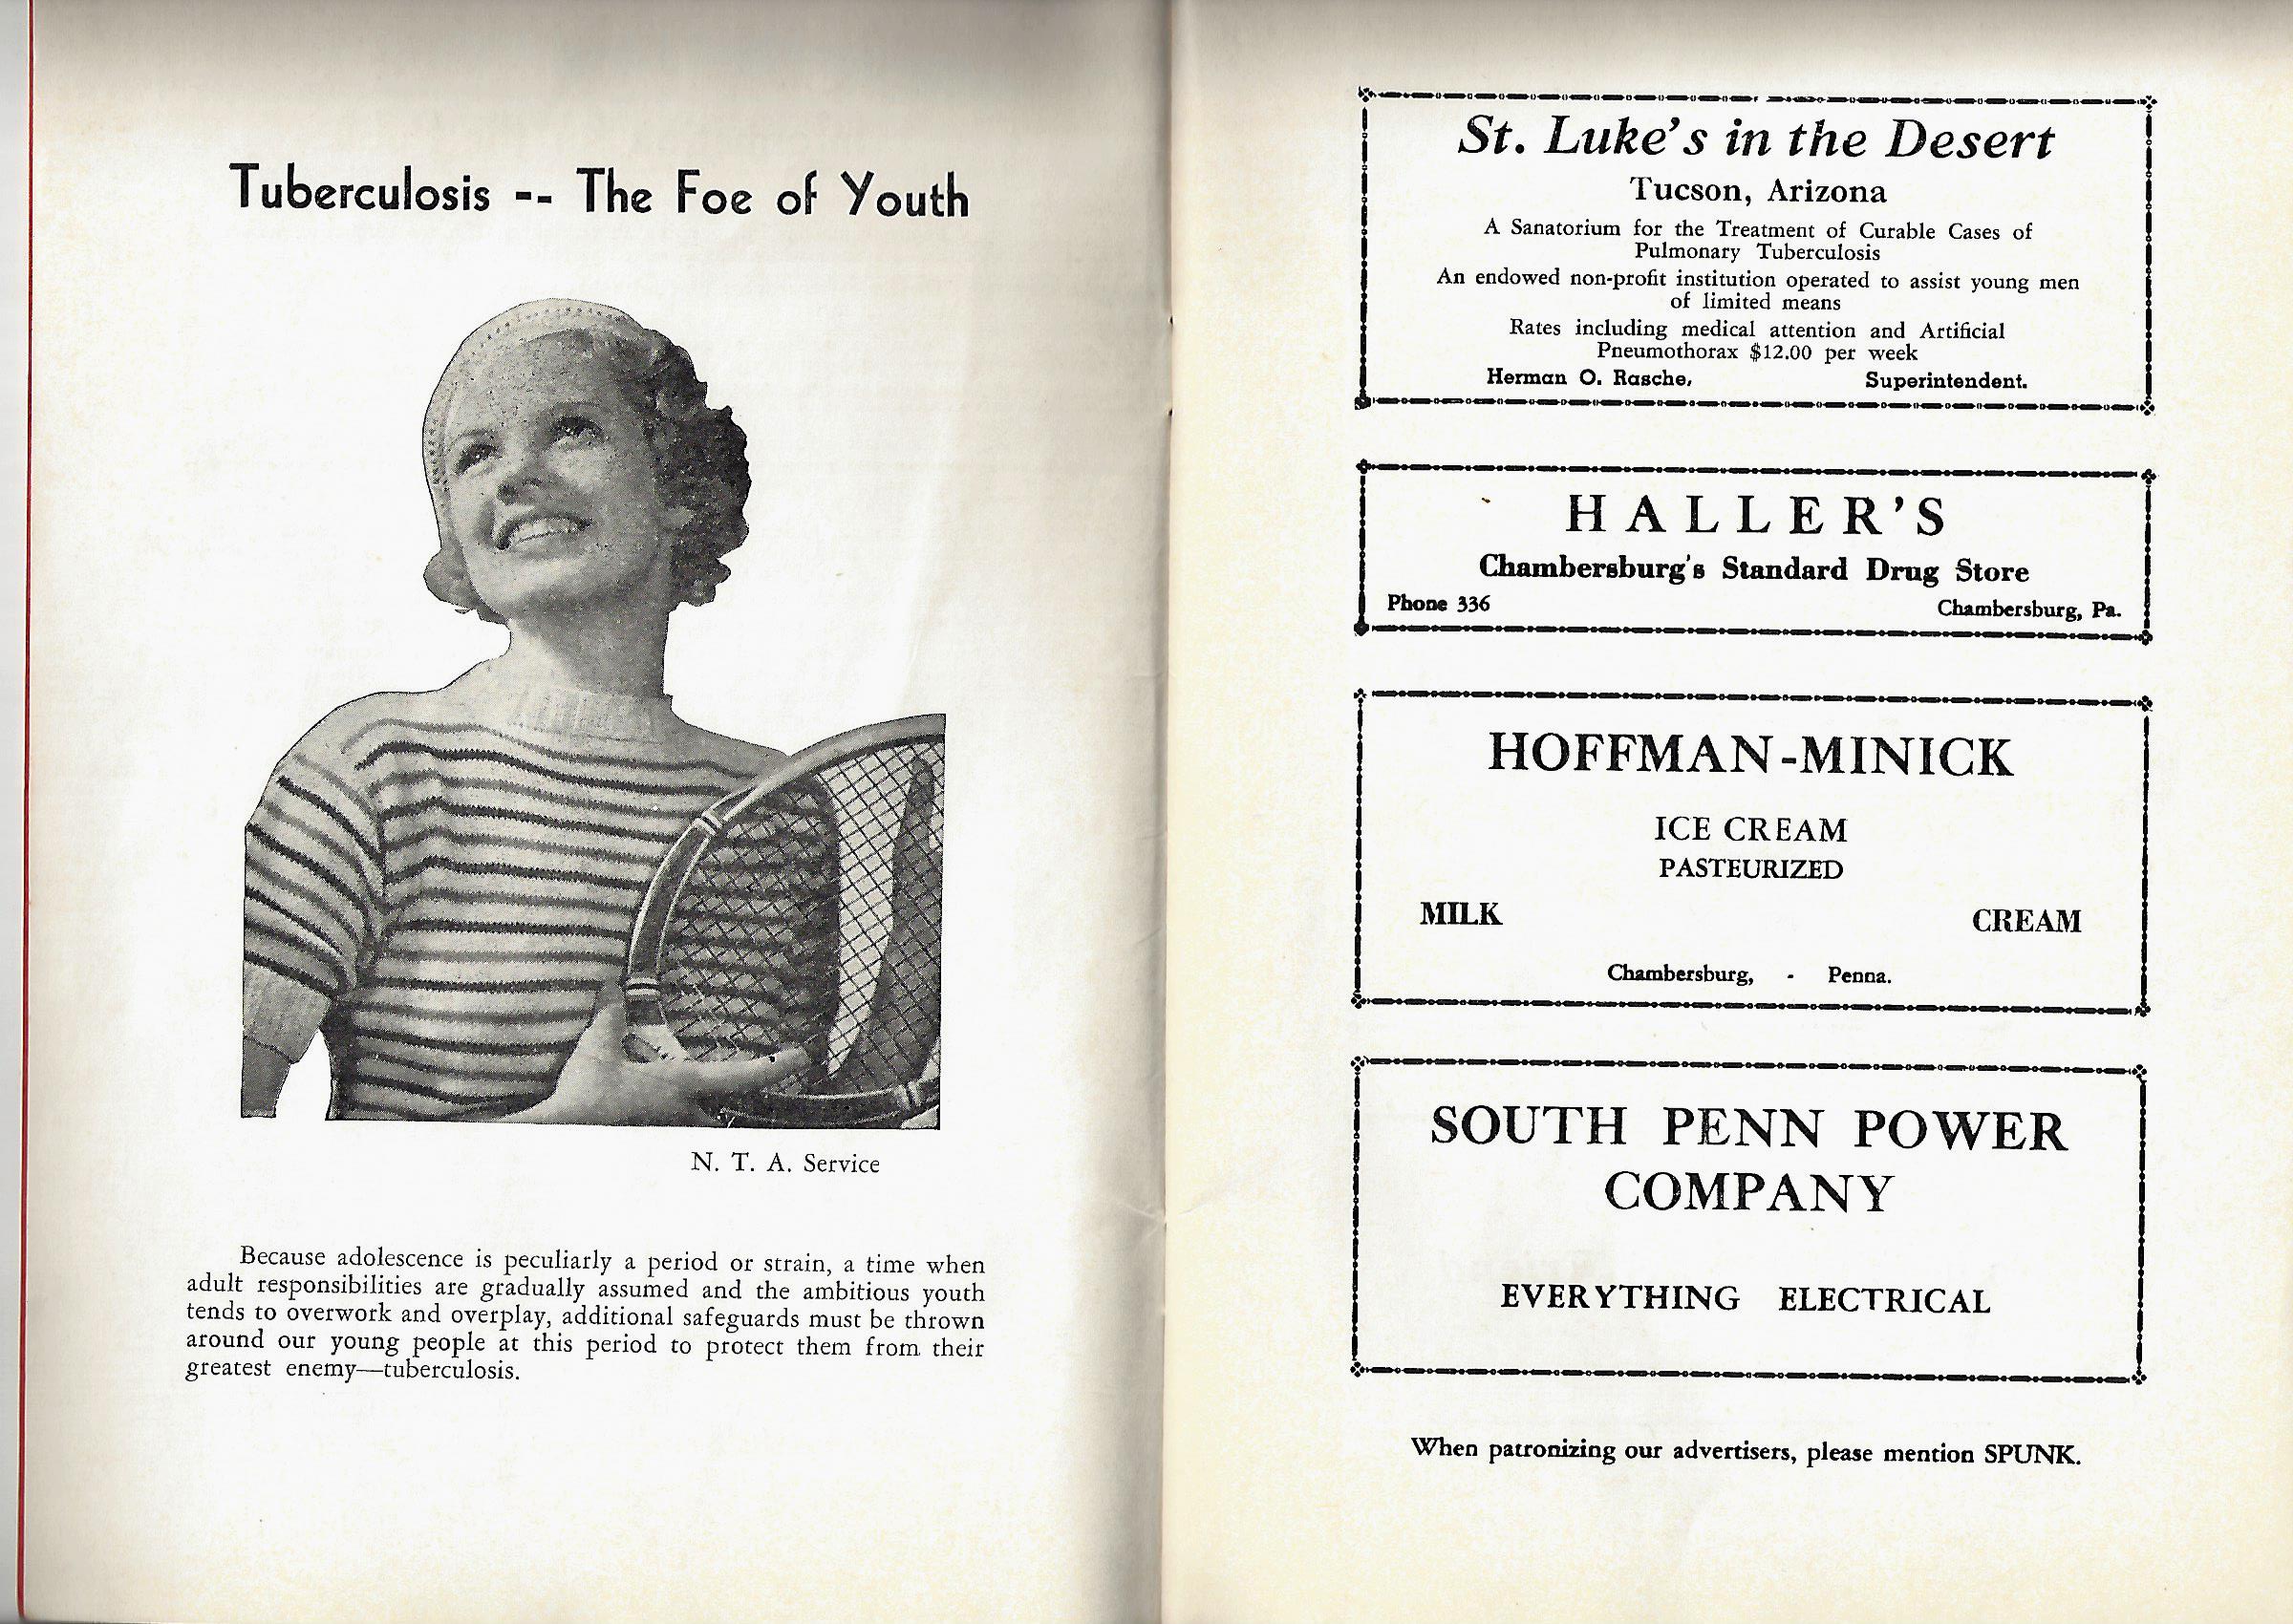 Tuberculosis -- The Foe of Youth
N. T. A. Service
Because adolescence is peculiarly a period or strain, a time when
adult responsibilities are gradually assumed and the ambitious youth
tends to overwork and overplay, additional safeguards must be thrown
around our young people at this period to protect them from their
greatest enemy—tuberculosis.
St. Luke's in the Desert
Tucson, Arizona
A Sanatorium for the Treatment of Curable Cases of
Pulmonary Tuberculosis
An endowed non-profit institution operated to assist young men
of limited means
Rates including medical attention and Artificial
Pneumothorax $12.00 per week
Herman O. Rasche, Superintendent.
HALLER'S
Chambersburg's Standard Drug Store
Phone 336 Chambersburg, Pa.
HOFFMAN-MINICK
ICE CREAM
PASTEURIZED
MILK CREAM
Chambersburg, - Penna.
SOUTH PENN POWER
COMPANY
EVERYTHING ELECTRICAL
When patronizing our advertisers, please mention SPUNK.